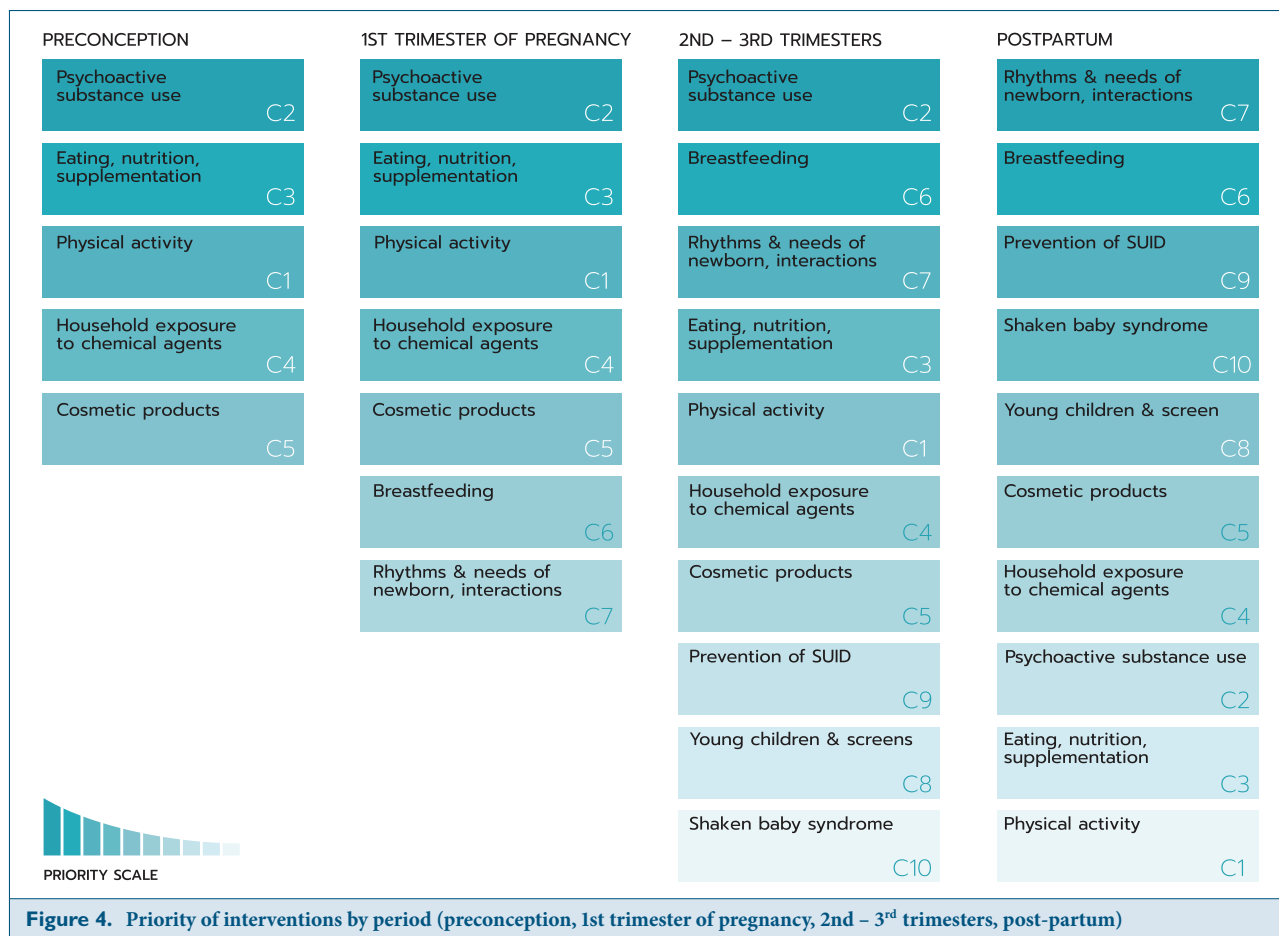 PRECONCEPTION
Psychoactive
substance use
C2
Eating, nutrition,
supplementation
C3
Physical activity
C1
Household exposure
to chemical agents
C4
Cosmetic products
C5
1ST TRIMESTER OF PREGNANCY
Psychoactive
substance use
C2
Eating, nutrition,
supplementation
C3
Physical activity
C1
Household exposure
to chemical agents
C4
Cosmetic products
C5
Breastfeeding
C6
Rhythms & needs of
newborn, interactions
C7
2ND – 3RD TRIMESTERS
Psychoactive
substance use
C2
Breastfeeding
C6
Rhythms & needs of
newborn, interactions
C7
Eating, nutrition,
supplementation
C3
Physical activity
C1
Household exposure
to chemical agents
C4
Cosmetic products
C5
Prevention of SUID
C9
Young children & screens
C8
Shaken baby syndrome
C10
POSTPARTUM
Rhythms & needs of
newborn, interactions
C7
Breastfeeding
C6
Prevention of SUID
C9
Shaken baby syndrome
C10
Young children & screen
C8
Cosmetic products
C5
Household exposure
to chemical agents
C4
Psychoactive substance use
C2
Eating, nutrition,
supplementation
C3
Physical activity
C1
PRIORITY SCALE
Figure 4. Priority of interventions by period (preconception, 1st trimester of pregnancy, 2nd – 3rd trimesters, post-partum)